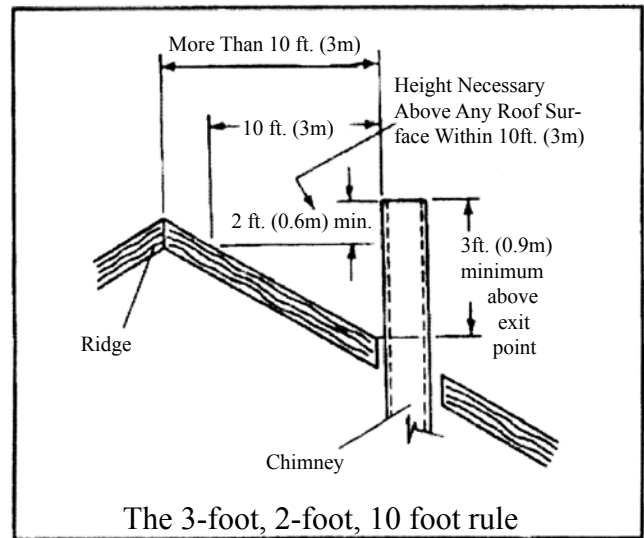 More Than 10 ft. (3m)
Height Necessary
Above Any Roof Sur-
face Within 10ft. (3m)
10 ft. (3m)
2 ft. (0.6m) min.
3ft. (0.9m)
minimum
above
exit
point
Ridge
Chimney
The 3-foot, 2-foot, 10 foot rule